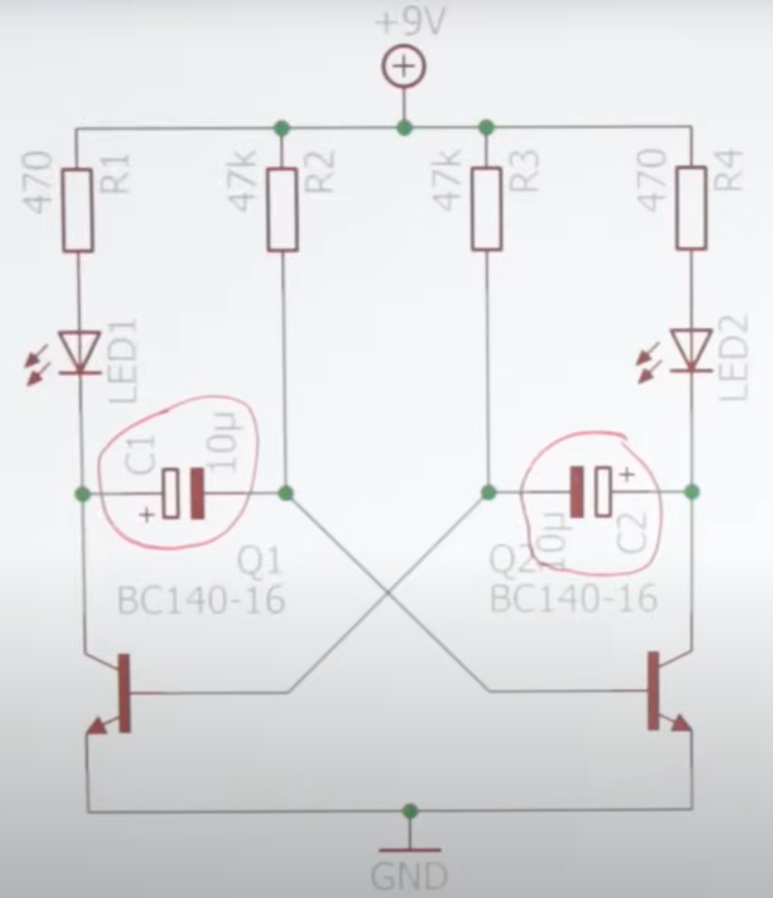 +9V
470
R1
47k
R2
47k
R3
470
R4
LED1
LED2
C1
10µ
+
+
10µ
C2
Q1
BC140-16
Q2
BC140-16
GND